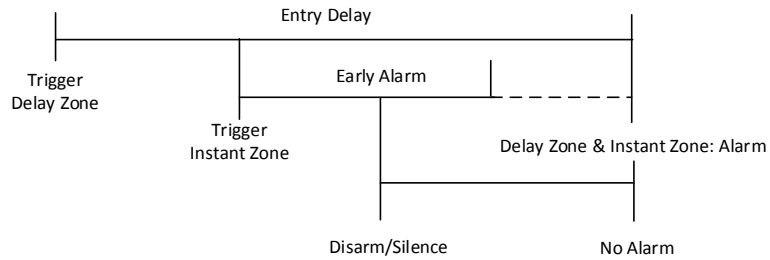 Entry Delay
Trigger
Delay Zone
Early Alarm
Trigger
Instant Zone
Delay Zone & Instant Zone: Alarm
Disarm/Silence
No Alarm